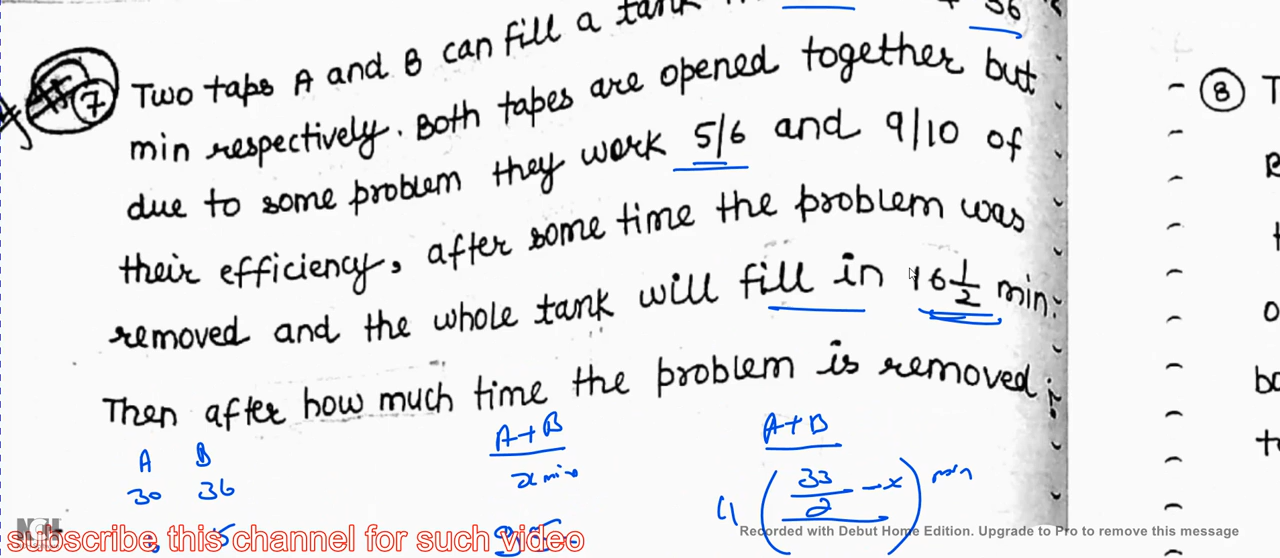 7 Two taps A and B can fill a tank
36
min respectively. Both tapes are opened together but
due to some problem they work 5/6 and 9/10 of
their efficiency, after some time the problem was
removed and the whole tank will fill in 16 1/2 min.
Then after how much time the problem is removed.
A B
30 36
A+B
x min
A+B
( 33/2 - x ) min
8
subscribe this channel for such video
Recorded with Debut Home Edition. Upgrade to Pro to remove this message